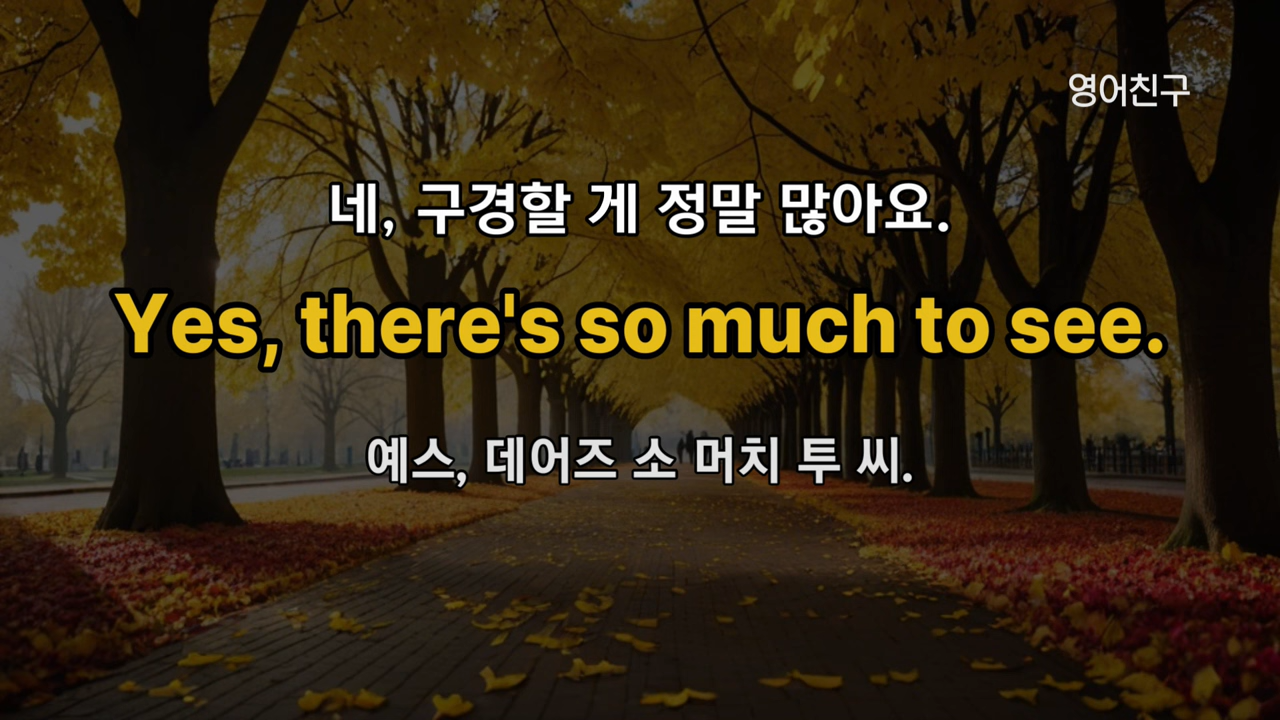 영어친구
네, 구경할 게 정말 많아요.
Yes, there's so much to see.
예스, 데어즈 소 머치 투 씨.